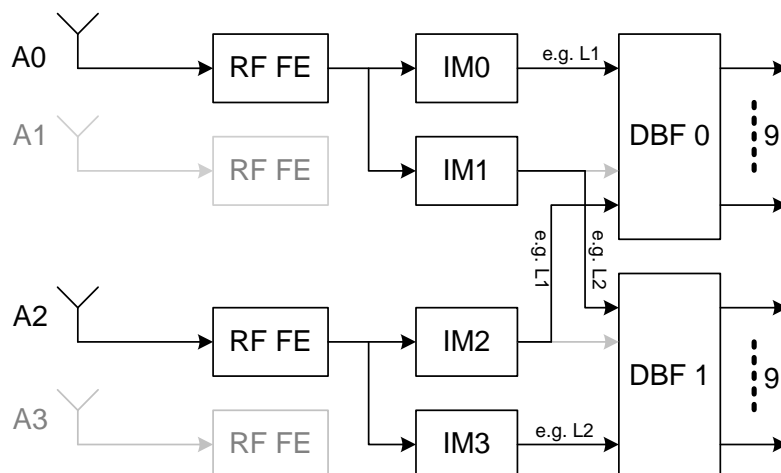 A0
RF FE
IM0
e.g. L1
DBF 0
9
A1
RF FE
IM1
e.g. L1
e.g. L2
A2
RF FE
IM2
DBF 1
9
A3
RF FE
IM3
e.g. L2